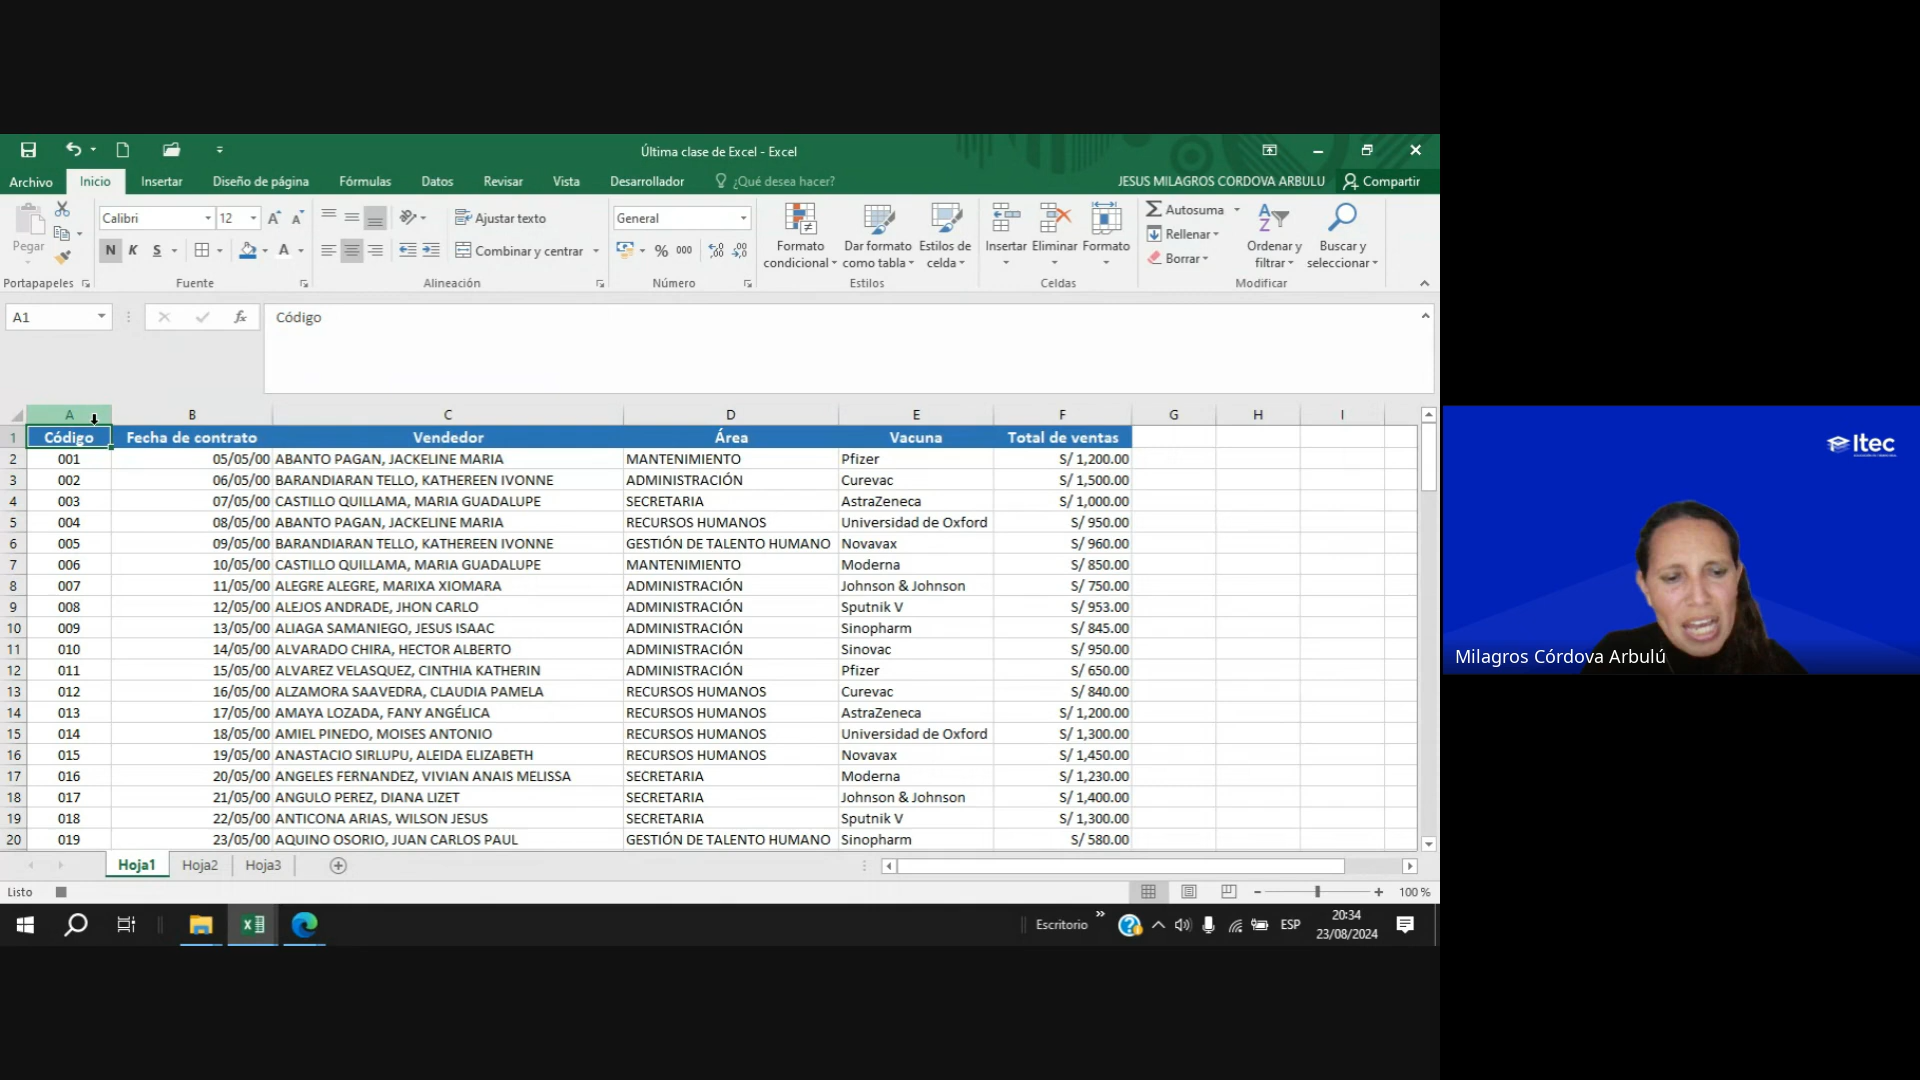 Última clase de Excel - Excel
Archivo Inicio Insertar Diseño de página Fórmulas Datos Revisar Vista Desarrollador ¿Qué desea hacer? JESUS MILAGROS CORDOVA ARBULU Compartir
Pegar
Calibri 12
N K S
A
Ajustar texto
Combinar y centrar
General
% 000
Formato condicional
Dar formato como tabla
Estilos de celda
Insertar Eliminar Formato
Autosuma
Rellenar
Borrar
Ordenar y filtrar
Buscar y seleccionar
Portapapeles Fuente Alineación Número Estilos Celdas Modificar
A1 fx Código
A B C D E F G H I
1 Código Fecha de contrato Vendedor Área Vacuna Total de ventas
2 001 05/05/00 ABANTO PAGAN, JACKELINE MARIA MANTENIMIENTO Pfizer S/ 1,200.00
3 002 06/05/00 BARANDIARAN TELLO, KATHEREEN IVONNE ADMINISTRACIÓN Curevac S/ 1,500.00
4 003 07/05/00 CASTILLO QUILLAMA, MARIA GUADALUPE SECRETARIA AstraZeneca S/ 1,000.00
5 004 08/05/00 ABANTO PAGAN, JACKELINE MARIA RECURSOS HUMANOS Universidad de Oxford S/ 950.00
6 005 09/05/00 BARANDIARAN TELLO, KATHEREEN IVONNE GESTIÓN DE TALENTO HUMANO Novavax S/ 960.00
7 006 10/05/00 CASTILLO QUILLAMA, MARIA GUADALUPE MANTENIMIENTO Moderna S/ 850.00
8 007 11/05/00 ALEGRE ALEGRE, MARIXA XIOMARA ADMINISTRACIÓN Johnson & Johnson S/ 750.00
9 008 12/05/00 ALEJOS ANDRADE, JHON CARLO ADMINISTRACIÓN Sputnik V S/ 953.00
10 009 13/05/00 ALIAGA SAMANIEGO, JESUS ISAAC ADMINISTRACIÓN Sinopharm S/ 845.00
11 010 14/05/00 ALVARADO CHIRA, HECTOR ALBERTO ADMINISTRACIÓN Sinovac S/ 950.00
12 011 15/05/00 ALVAREZ VELASQUEZ, CINTHIA KATHERIN ADMINISTRACIÓN Pfizer S/ 650.00
13 012 16/05/00 ALZAMORA SAAVEDRA, CLAUDIA PAMELA RECURSOS HUMANOS Curevac S/ 840.00
14 013 17/05/00 AMAYA LOZADA, FANY ANGÉLICA RECURSOS HUMANOS AstraZeneca S/ 1,200.00
15 014 18/05/00 AMIEL PINEDO, MOISES ANTONIO RECURSOS HUMANOS Universidad de Oxford S/ 1,300.00
16 015 19/05/00 ANASTACIO SIRLUPU, ALEIDA ELIZABETH RECURSOS HUMANOS Novavax S/ 1,450.00
17 016 20/05/00 ANGELES FERNANDEZ, VIVIAN ANAIS MELISSA SECRETARIA Moderna S/ 1,230.00
18 017 21/05/00 ANGULO PEREZ, DIANA LIZET SECRETARIA Johnson & Johnson S/ 1,400.00
19 018 22/05/00 ANTICONA ARIAS, WILSON JESUS SECRETARIA Sputnik V S/ 1,300.00
20 019 23/05/00 AQUINO OSORIO, JUAN CARLOS PAUL GESTIÓN DE TALENTO HUMANO Sinopharm S/ 580.00
Hoja1 Hoja2 Hoja3
Listo 100 %
Escritorio ESP 20:34
23/08/2024
Itec
Milagros Córdova Arbulú